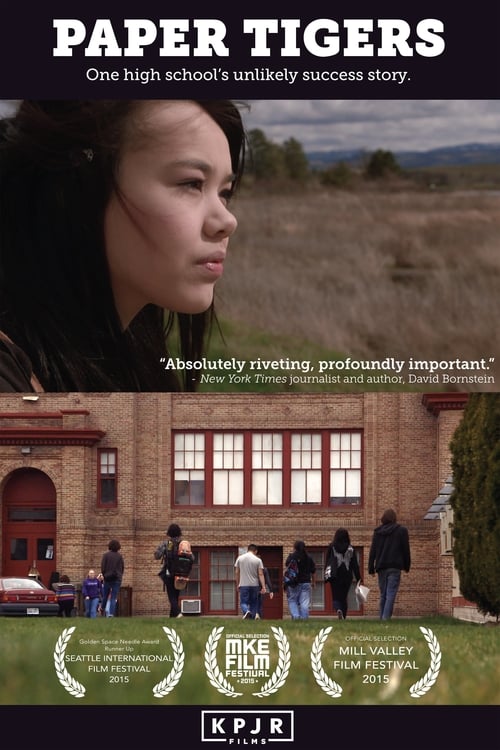 PAPER TIGERS
One high school's unlikely success story.
“Absolutely riveting, profoundly important.”
- New York Times journalist and author, David Bornstein
Golden Space Needle Award
Runner Up
SEATTLE INTERNATIONAL
FILM FESTIVAL
2015
OFFICIAL SELECTION
MKE
FILM
FESTIVAL
•2015•
OFFICIAL SELECTION
MILL VALLEY
FILM FESTIVAL
2015
KPJR
FILMS